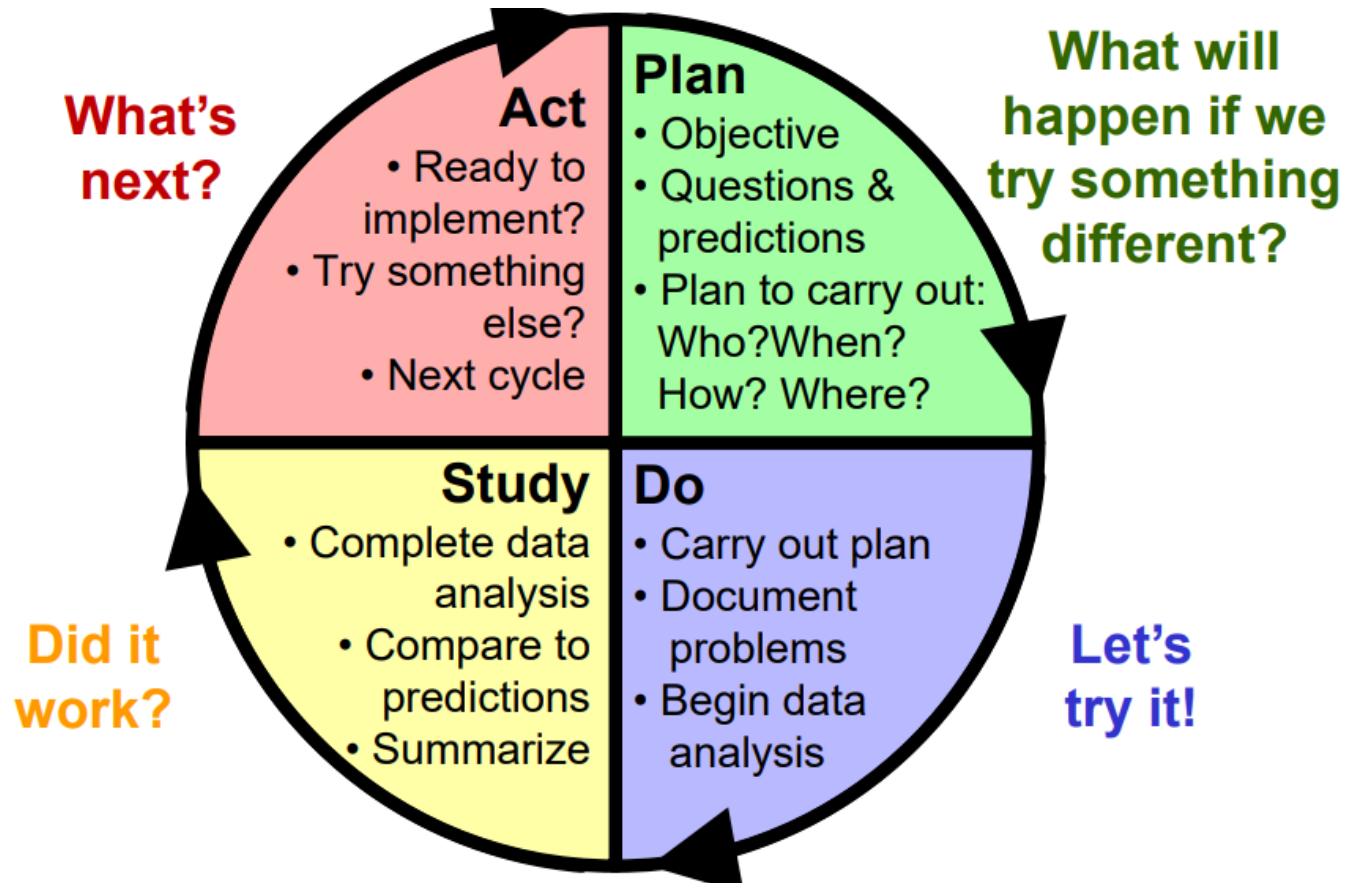 What's
next?
Act
• Ready to
implement?
• Try something
else?
• Next cycle
Plan
• Objective
• Questions &
predictions
• Plan to carry out:
Who?When?
How? Where?
What will
happen if we
try something
different?
Did it
work?
Study
• Complete data
analysis
• Compare to
predictions
• Summarize
Do
• Carry out plan
• Document
problems
• Begin data
analysis
Let's
try it!